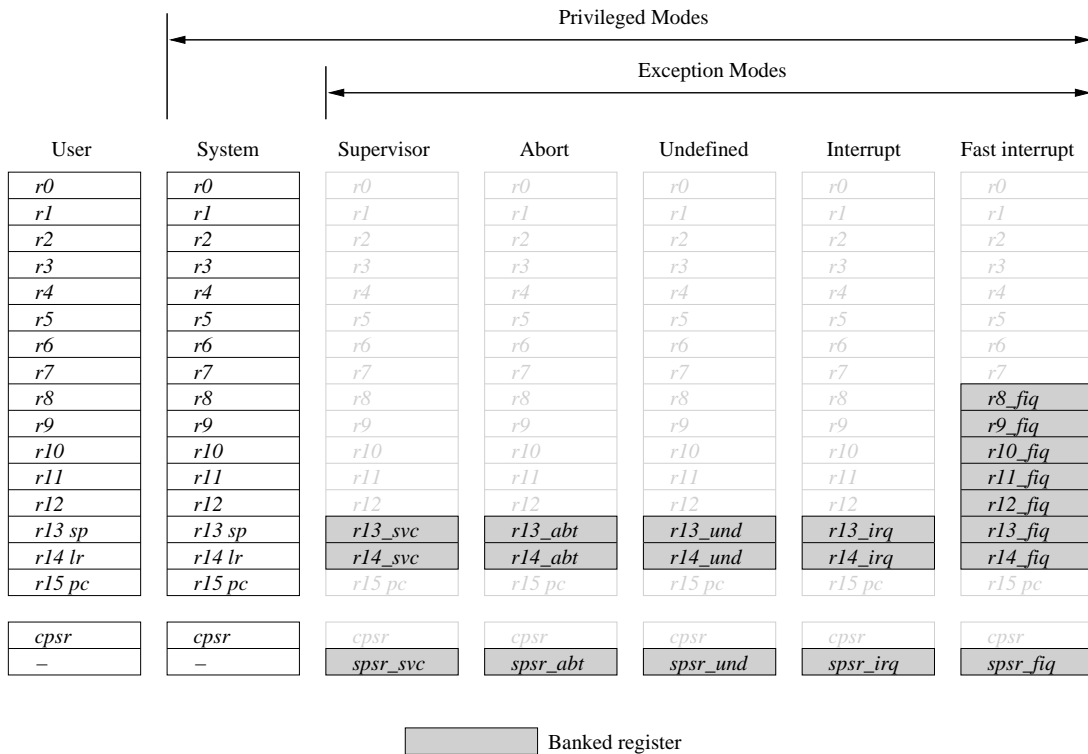 Privileged Modes
Exception Modes
User System Supervisor Abort Undefined Interrupt Fast interrupt
r0 r0 r0 r0 r0 r0 r0
r1 r1 r1 r1 r1 r1 r1
r2 r2 r2 r2 r2 r2 r2
r3 r3 r3 r3 r3 r3 r3
r4 r4 r4 r4 r4 r4 r4
r5 r5 r5 r5 r5 r5 r5
r6 r6 r6 r6 r6 r6 r6
r7 r7 r7 r7 r7 r7 r7
r8 r8 r8 r8 r8 r8 r8_fiq
r9 r9 r9 r9 r9 r9 r9_fiq
r10 r10 r10 r10 r10 r10 r10_fiq
r11 r11 r11 r11 r11 r11 r11_fiq
r12 r12 r12 r12 r12 r12 r12_fiq
r13 sp r13 sp r13_svc r13_abt r13_und r13_irq r13_fiq
r14 lr r14 lr r14_svc r14_abt r14_und r14_irq r14_fiq
r15 pc r15 pc r15 pc r15 pc r15 pc r15 pc r15 pc
cpsr cpsr cpsr cpsr cpsr cpsr cpsr
– – spsr_svc spsr_abt spsr_und spsr_irq spsr_fiq
Banked register